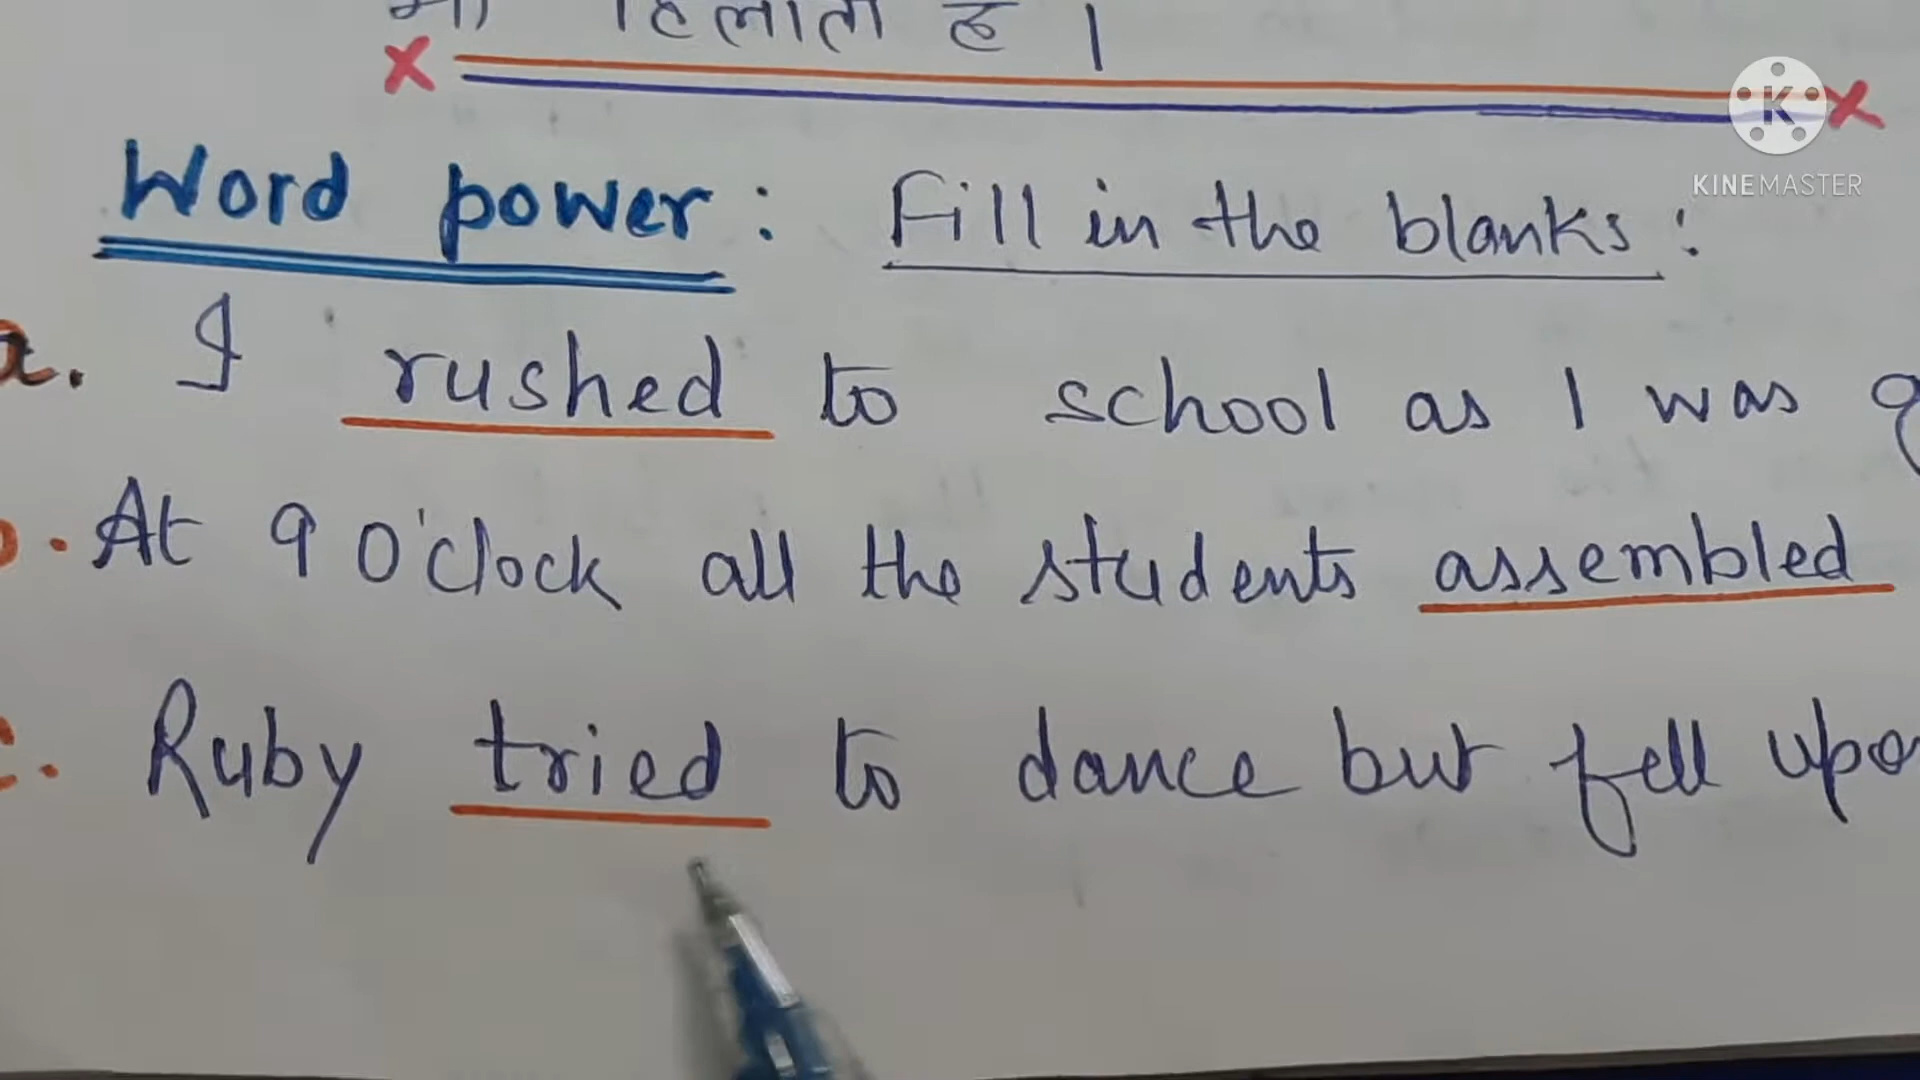 भी हिलाता है।
KINEMASTER
Word power: Fill in the blanks:
a. I rushed to school as I was
b. At 9 O'clock all the students assembled
c. Ruby tried to dance but fell upo